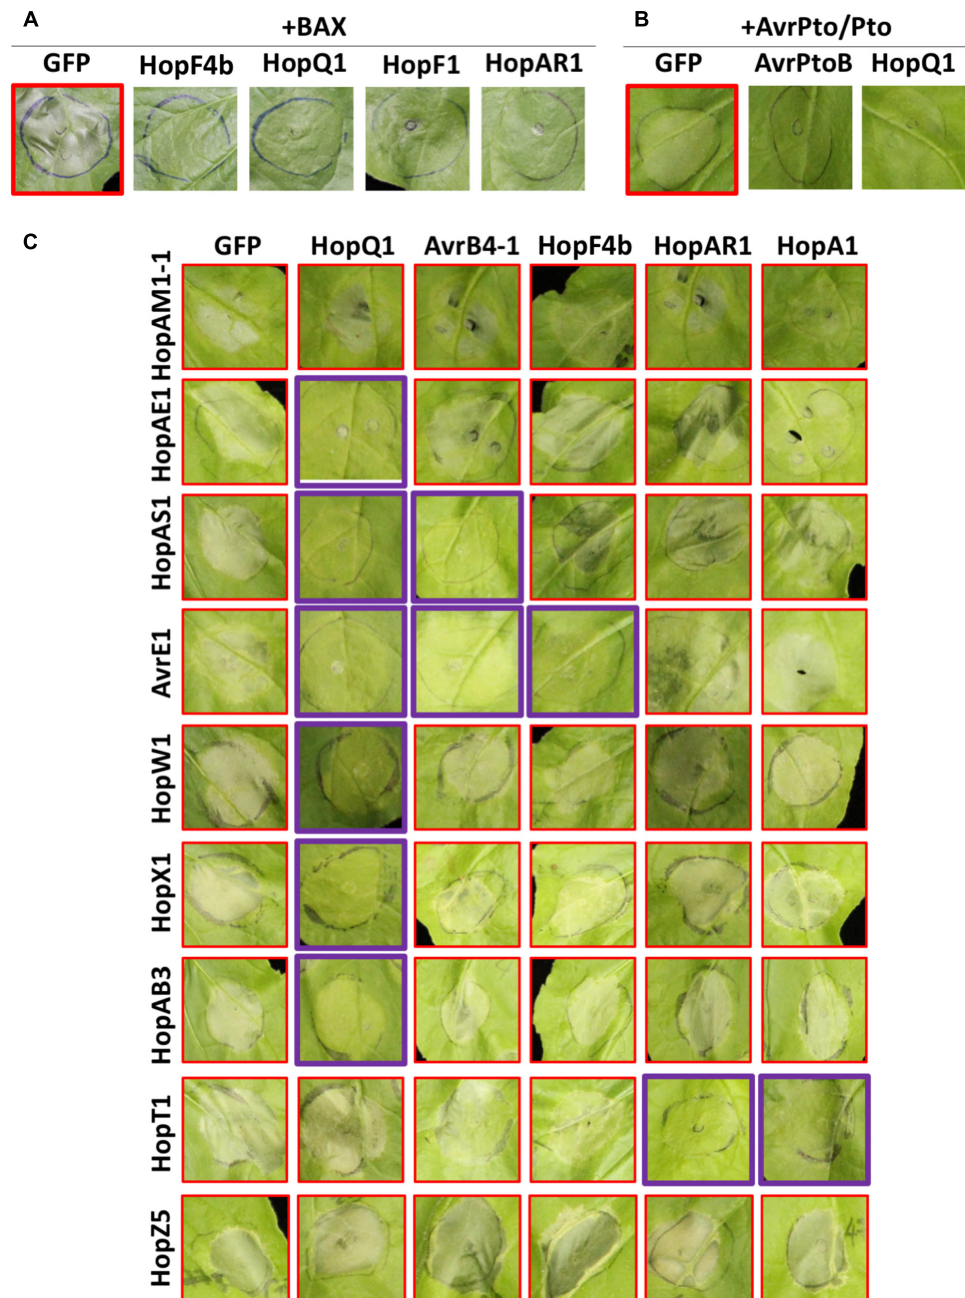 A
+BAX
GFP HopF4b HopQ1 HopF1 HopAR1
B
+AvrPto/Pto
GFP AvrPtoB HopQ1
C
GFP HopQ1 AvrB4-1 HopF4b HopAR1 HopA1
HopAM1-1
HopAE1
HopAS1
AvrE1
HopW1
HopX1
HopAB3
HopT1
HopZ5